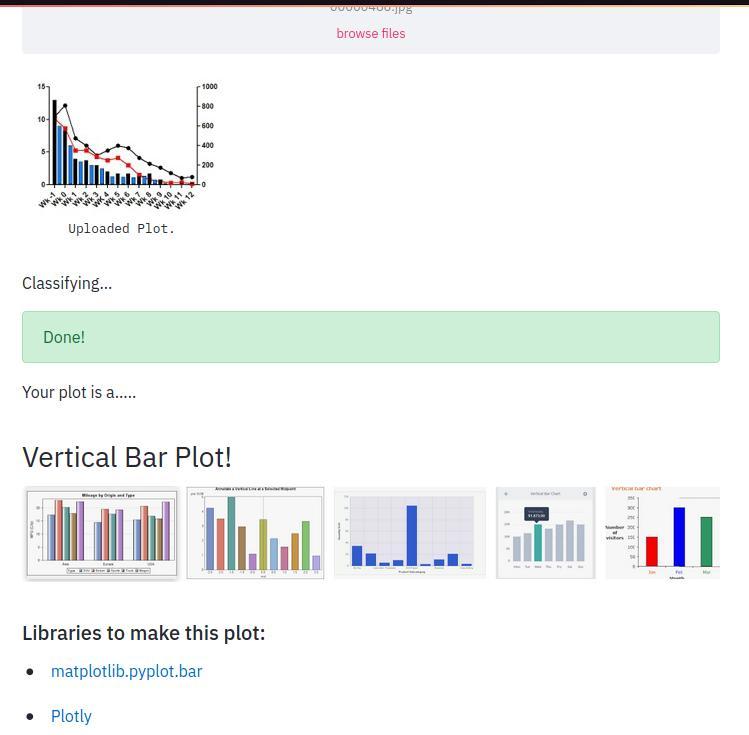 browse files
15
10
5
0
1000
800
600
400
200
0
Wk -1
Wk 0
Wk 1
Wk 2
Wk 3
Wk 4
Wk 5
Wk 6
Wk 7
Wk 8
Wk 9
Wk 10
Wk 11
Wk 12
Uploaded Plot.
Classifying...
Done!
Your plot is a.....
Vertical Bar Plot!
Mileage by Origin and Type
Asia Europe USA
Annotate a Vertical Line at a Selected Midpoint
Vertical Bar Chart
Vertical bar chart
Number
of
visitors
Jan Feb Mar
Month
Libraries to make this plot:
matplotlib.pyplot.bar
Plotly